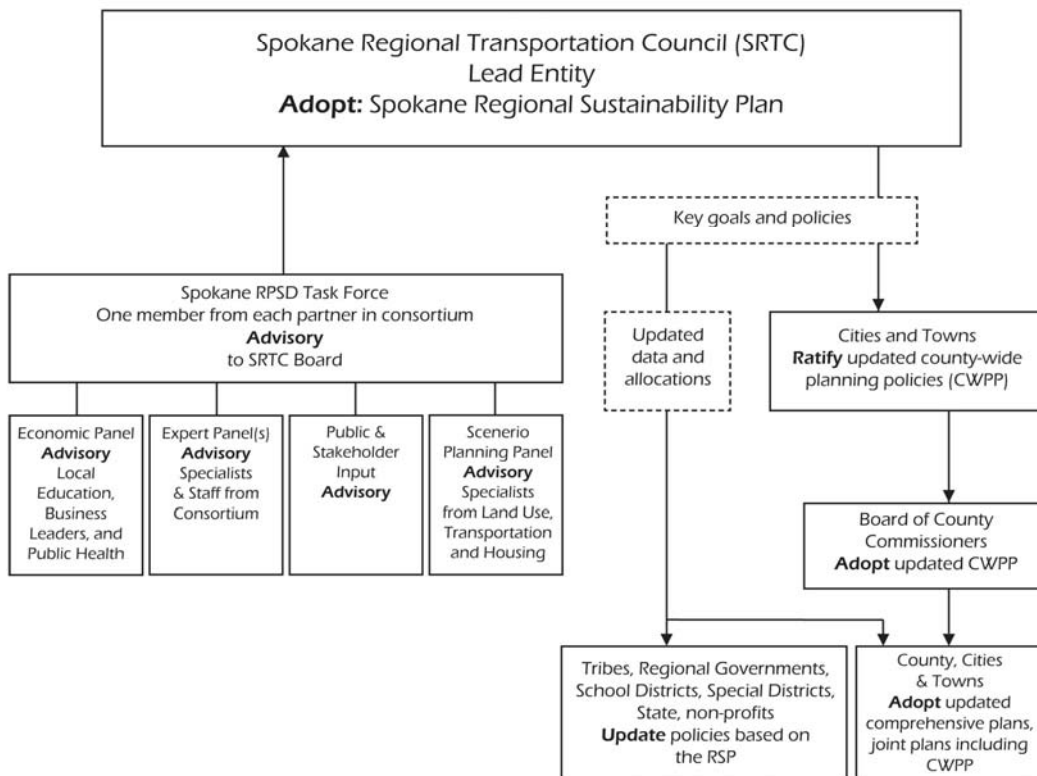 Spokane Regional Transportation Council (SRTC)
Lead Entity
Adopt: Spokane Regional Sustainability Plan
Key goals and policies
Spokane RPSD Task Force
One member from each partner in consortium
Advisory
to SRTC Board
Updated
data and
allocations
Cities and Towns
Ratify updated county-wide
planning policies (CWPP)
Economic Panel
Advisory
Local
Education,
Business
Leaders, and
Public Health
Expert Panel(s)
Advisory
Specialists
& Staff from
Consortium
Public &
Stakeholder
Input
Advisory
Scenerio
Planning Panel
Advisory
Specialists
from Land Use,
Transportation
and Housing
Board of County
Commissioners
Adopt updated CWPP
Tribes, Regional Governments,
School Districts, Special Districts,
State, non-profits
Update policies based on
the RSP
County, Cities
& Towns
Adopt updated
comprehensive plans,
joint plans including
CWPP